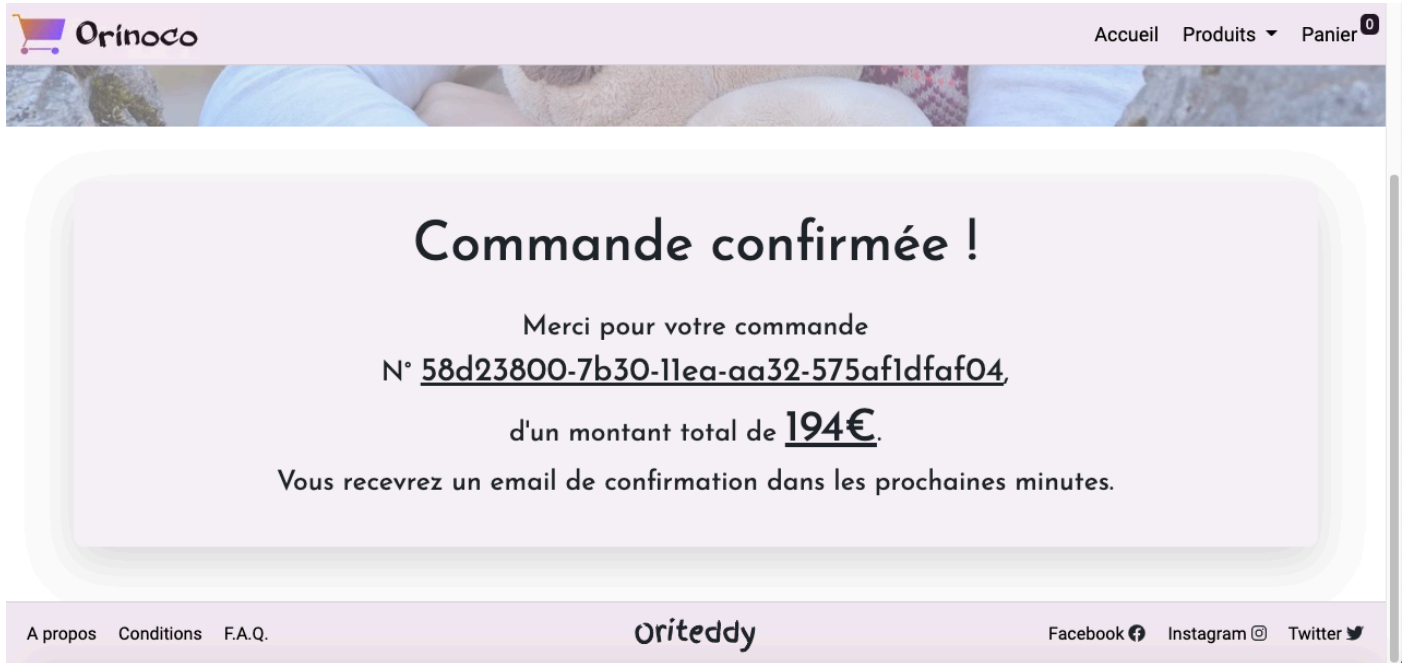 Orinoco
Accueil Produits Panier 0
Commande confirmée !
Merci pour votre commande
N° 58d23800-7b30-11ea-aa32-575af1dfaf04,
d'un montant total de 194€.
Vous recevrez un email de confirmation dans les prochaines minutes.
A propos Conditions F.A.Q. Oriteddy Facebook Instagram Twitter